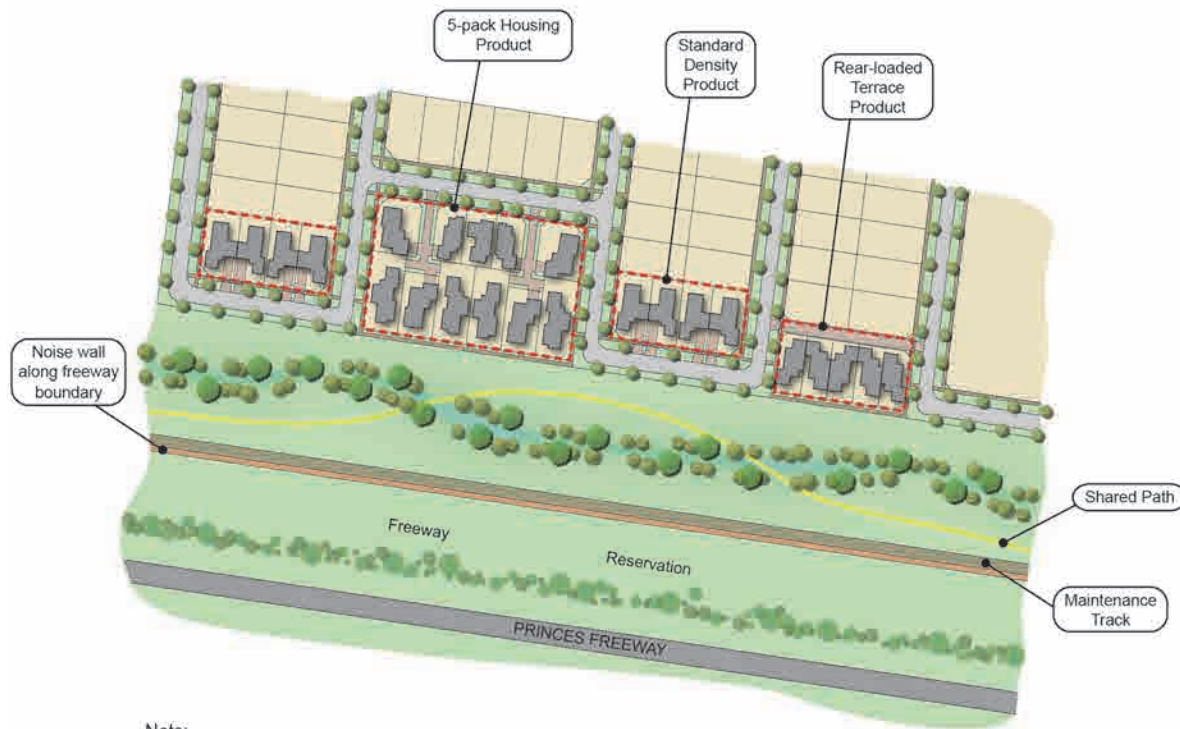 5-pack Housing
Product
Standard
Density
Product
Rear-loaded
Terrace
Product
Noise wall
along freeway
boundary
Shared Path
Freeway
Reservation
Maintenance
Track
PRINCES FREEWAY
Note: